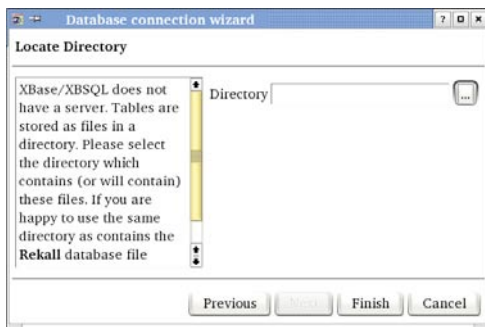 Database connection wizard
Locate Directory
XBase/XBSQL does not
have a server. Tables are
stored as files in a
directory. Please select
the directory which
contains (or will contain)
these files. If you are
happy to use the same
directory as contains the
Rekall database file
Directory
...
Previous
Next
Finish
Cancel